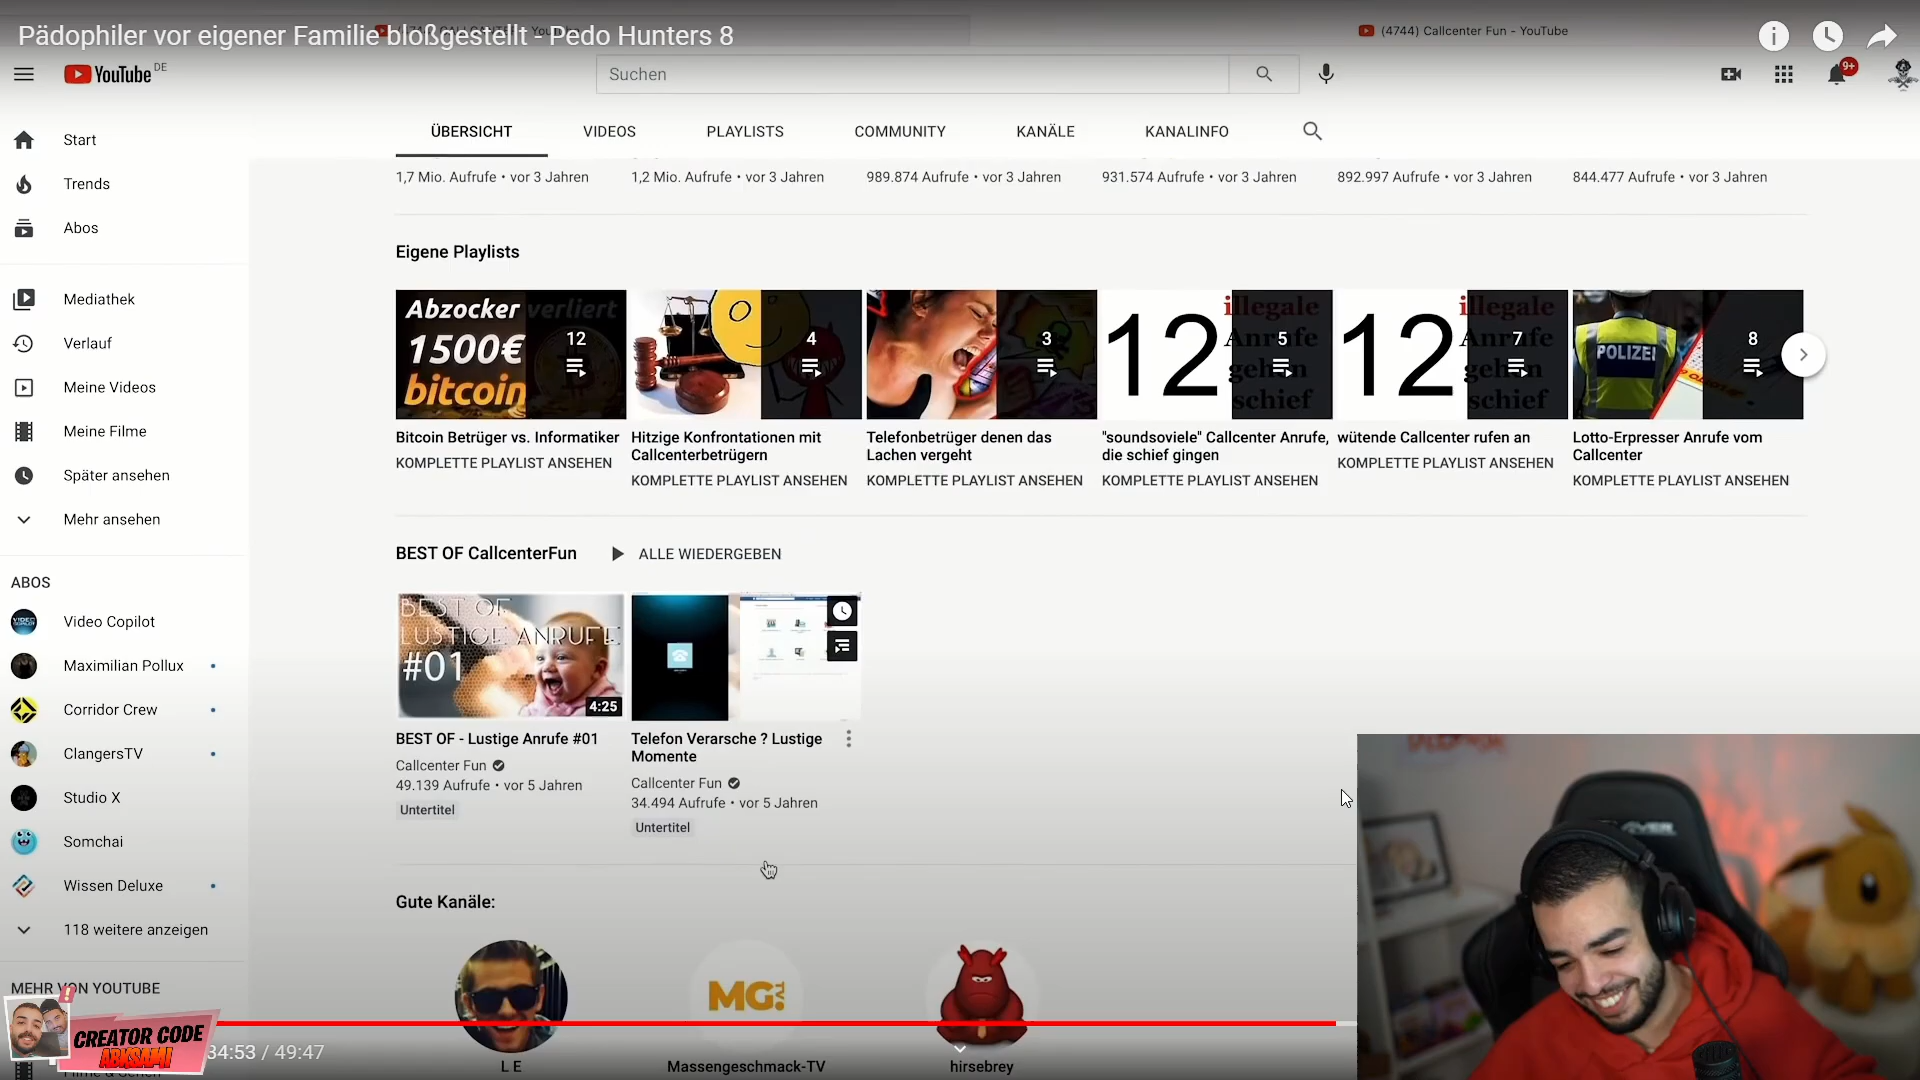 Pädophiler vor eigener Familie bloßgestellt - Pedo Hunters 8
(4744) Callcenter Fun - YouTube
YouTube DE
Suchen
9+
ÜBERSICHT
VIDEOS
PLAYLISTS
COMMUNITY
KANÄLE
KANALINFO
Start
Trends
Abos
Mediathek
Verlauf
Meine Videos
Meine Filme
Später ansehen
Mehr ansehen
ABOS
Video Copilot
Maximilian Pollux
Corridor Crew
ClangersTV
Studio X
Somchai
Wissen Deluxe
118 weitere anzeigen
MEHR VON YOUTUBE
1,7 Mio. Aufrufe • vor 3 Jahren
1,2 Mio. Aufrufe • vor 3 Jahren
989.874 Aufrufe • vor 3 Jahren
931.574 Aufrufe • vor 3 Jahren
892.997 Aufrufe • vor 3 Jahren
844.477 Aufrufe • vor 3 Jahren
Eigene Playlists
Abzocker verliert
1500€
bitcoin
12
Bitcoin Betrüger vs. Informatiker
KOMPLETTE PLAYLIST ANSEHEN
4
Hitzige Konfrontationen mit
Callcenterbetrügern
KOMPLETTE PLAYLIST ANSEHEN
3
Telefonbetrüger denen das
Lachen vergeht
KOMPLETTE PLAYLIST ANSEHEN
12
illegale
Anrufe
gehen
schief
5
"soundsoviele" Callcenter Anrufe,
die schief gingen
KOMPLETTE PLAYLIST ANSEHEN
12
illegale
Anrufe
gehen
schief
7
wütende Callcenter rufen an
KOMPLETTE PLAYLIST ANSEHEN
POLIZEI
8
Lotto-Erpresser Anrufe vom
Callcenter
KOMPLETTE PLAYLIST ANSEHEN
BEST OF CallcenterFun
ALLE WIEDERGEBEN
BEST OF
LUSTIGE ANRUFE
#01
4:25
BEST OF - Lustige Anrufe #01
Callcenter Fun
49.139 Aufrufe • vor 5 Jahren
Untertitel
Telefon Verarsche ? Lustige
Momente
Callcenter Fun
34.494 Aufrufe • vor 5 Jahren
Untertitel
Gute Kanäle:
L E
MG!
Massengeschmack-TV
hirsebrey
CREATOR CODE
ABKSAMI
34:53 / 49:47